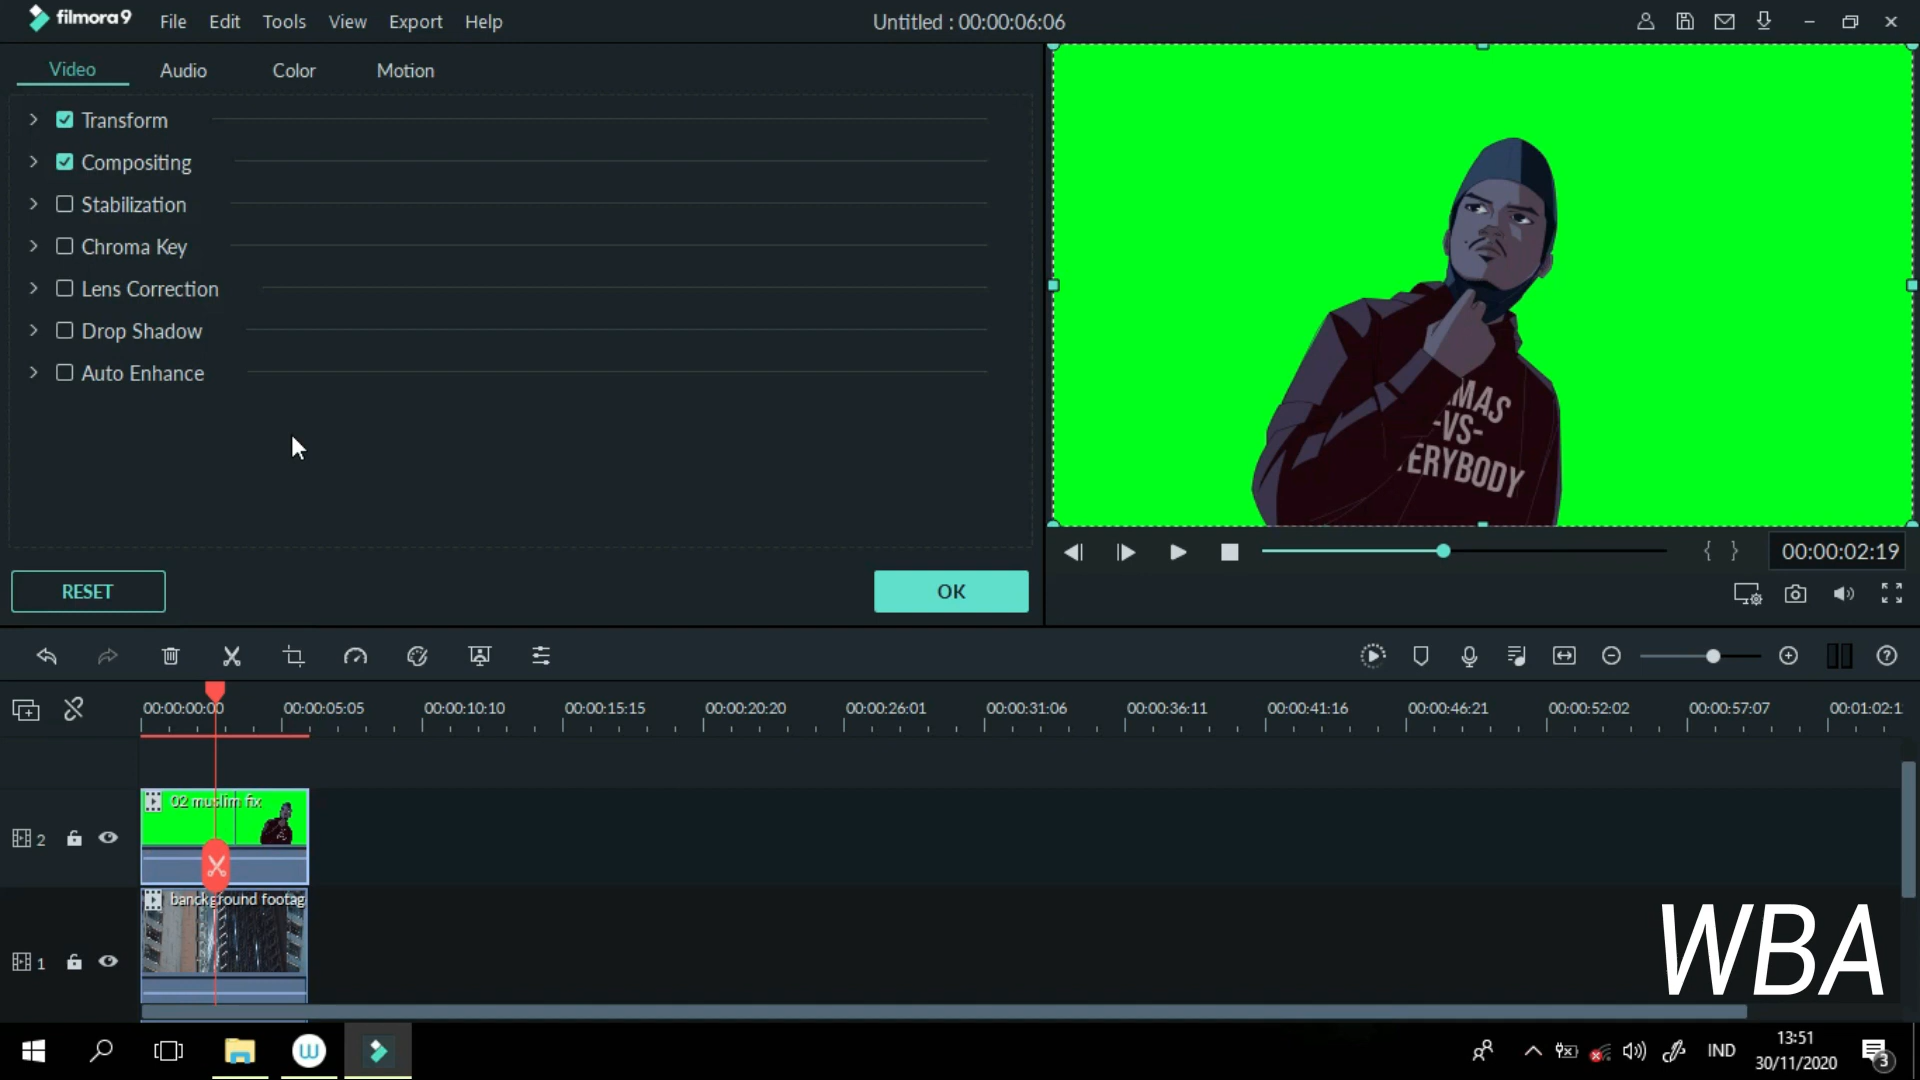 filmora9 File Edit Tools View Export Help Untitled : 00:00:06:06
Video Audio Color Motion
Transform
Compositing
Stabilization
Chroma Key
Lens Correction
Drop Shadow
Auto Enhance
MAS
-VS-
ERYBODY
00:00:02:19
RESET OK
00:00:00:00 00:00:05:05 00:00:10:10 00:00:15:15 00:00:20:20 00:00:26:01 00:00:31:06 00:00:36:11 00:00:41:16 00:00:46:21 00:00:52:02 00:00:57:07 00:01:02:1
02 muslim fix
2
banckground footag
1
WBA
IND
13:51
30/11/2020
3